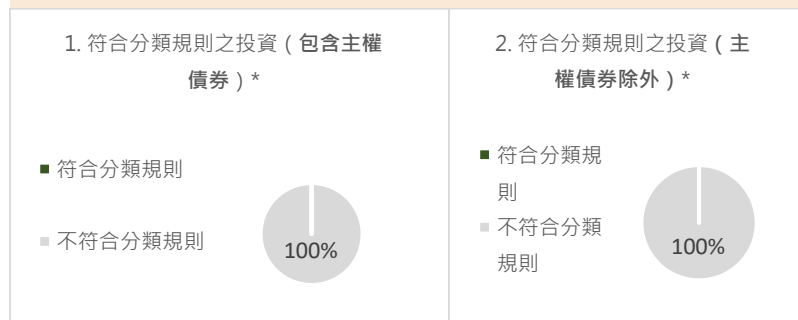 1. 符合分類規則之投資（包含主權
債券）*
■ 符合分類規則
■ 不符合分類規則
100%
2. 符合分類規則之投資（主
權債券除外）*
■ 符合分類規
則
■ 不符合分類
規則
100%